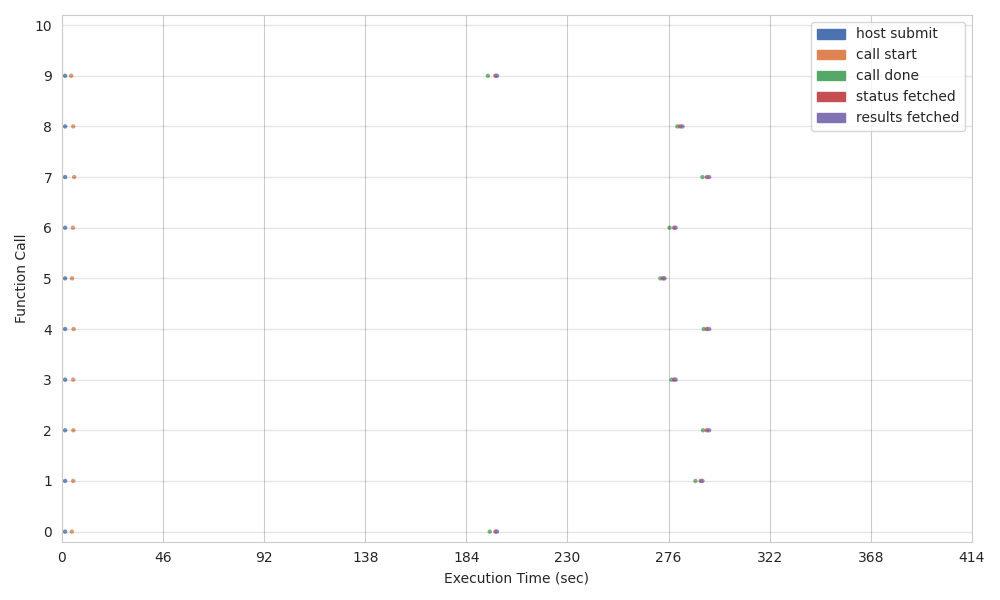 10
9
8
7
6
5
4
3
2
1
0
Function Call
0 46 92 138 184 230 276 322 368 414
Execution Time (sec)
host submit
call start
call done
status fetched
results fetched